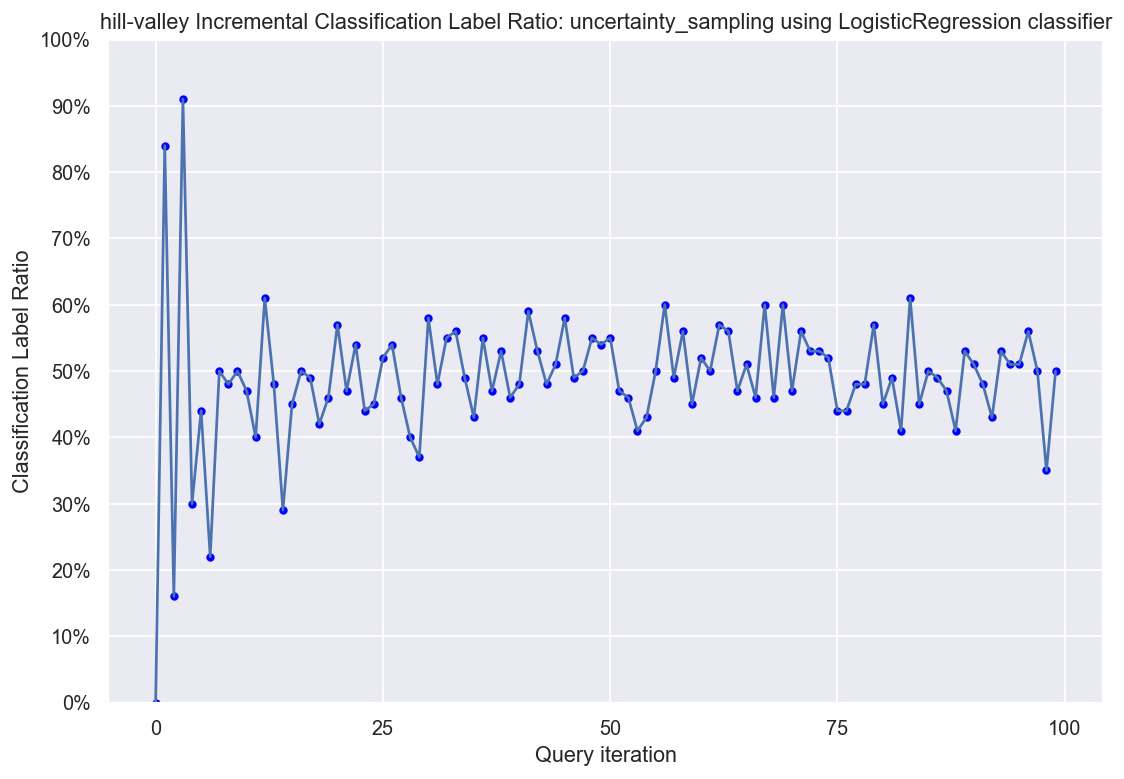 hill-valley Incremental Classification Label Ratio: uncertainty_sampling using LogisticRegression classifier
100%
90%
80%
70%
60%
50%
40%
30%
20%
10%
0%
Classification Label Ratio
0 25 50 75 100
Query iteration